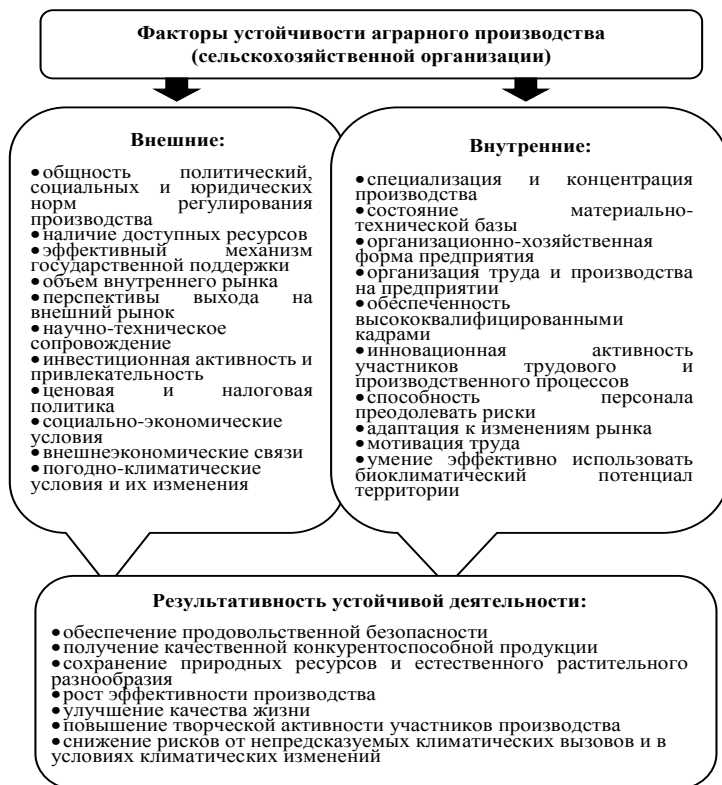 Факторы устойчивости аграрного производства
(сельскохозяйственной организации)
Внешние:
•общность политический,
социальных и юридических
норм регулирования
производства
•наличие доступных ресурсов
•эффективный механизм
государственной поддержки
•объем внутреннего рынка
•перспективы выхода на
внешний рынок
•научно-техническое
сопровождение
•инвестиционная активность и
привлекательность
•ценовая и налоговая
политика
•социально-экономические
условия
•внешнеэкономические связи
•погодно-климатические
условия и их изменения
Внутренние:
•специализация и концентрация
производства
•состояние материально-
технической базы
•организационно-хозяйственная
форма предприятия
•организация труда и производства
на предприятии
•обеспеченность
высококвалифицированными
кадрами
•инновационная активность
участников трудового и
производственного процессов
•способность персонала
преодолевать риски
•адаптация к изменениям рынка
•мотивация труда
•умение эффективно использовать
биоклиматический потенциал
территории
Результативность устойчивой деятельности:
•обеспечение продовольственной безопасности
•получение качественной конкурентоспособной продукции
•сохранение природных ресурсов и естественного растительного
разнообразия
•рост эффективности производства
•улучшение качества жизни
•повышение творческой активности участников производства
•снижение рисков от непредсказуемых климатических вызовов и в
условиях климатических изменений